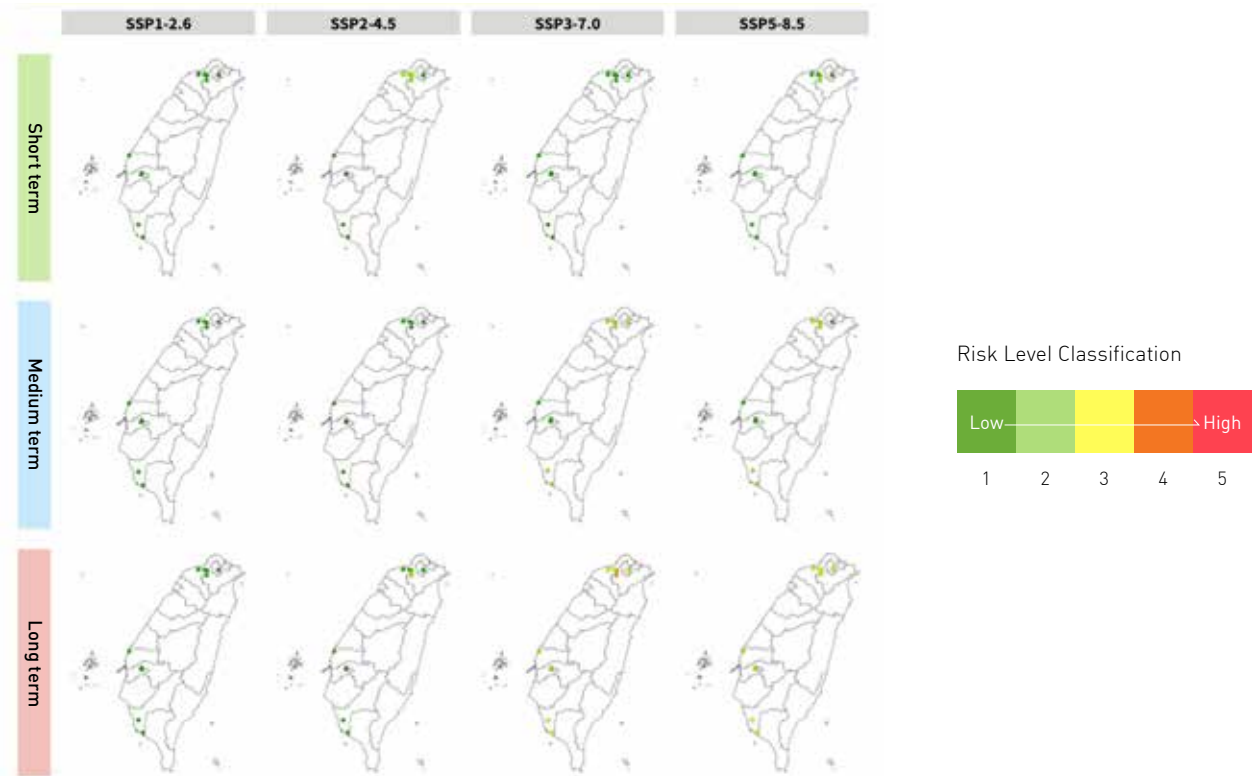 SSP1-2.6
SSP2-4.5
SSP3-7.0
SSP5-8.5
Short term
Medium term
Long term
Risk Level Classification
Low
High
1
2
3
4
5